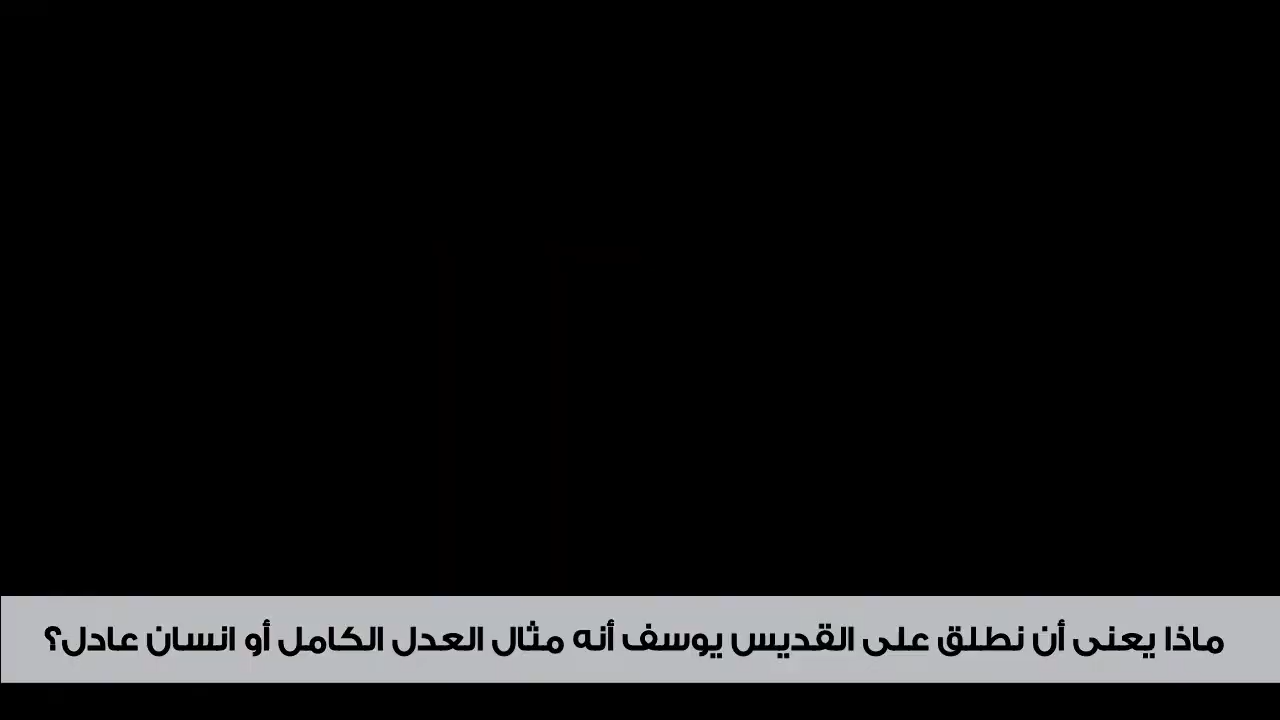 ماذا يعنى أن نطلق على القديس يوسف أنه مثال العدل الكامل أو انسان عادل؟